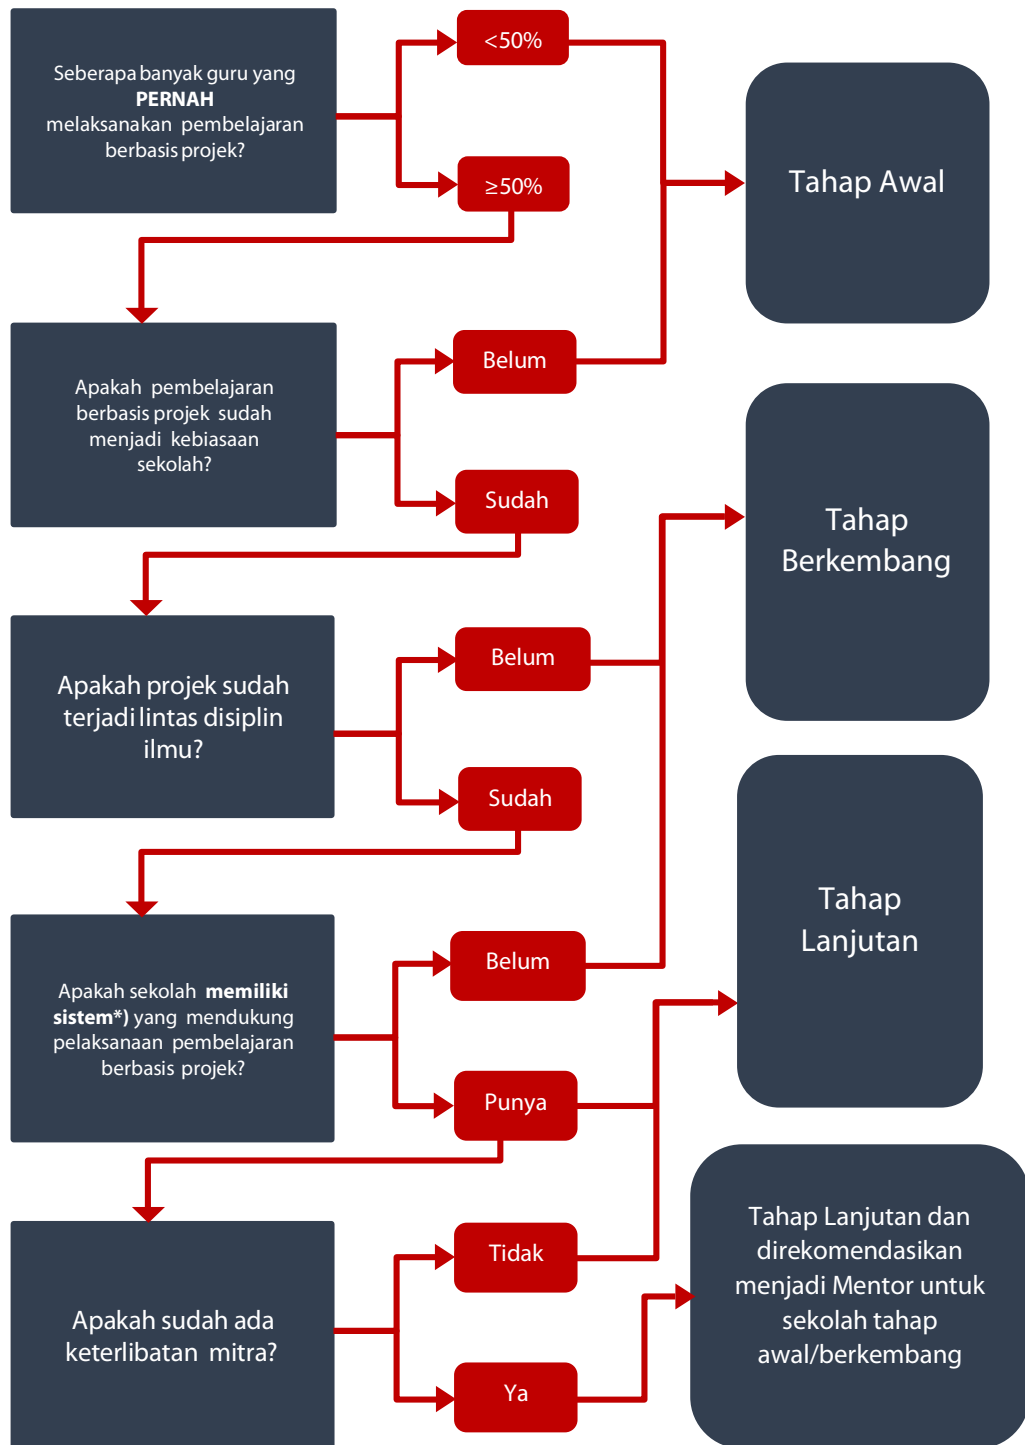 Seberapa banyak guru yang
PERNAH
melaksanakan pembelajaran
berbasis projek?
<50%
≥50%
Tahap Awal
Apakah pembelajaran
berbasis projek sudah
menjadi kebiasaan
sekolah?
Belum
Sudah
Tahap
Berkembang
Apakah projek sudah
terjadi lintas disiplin
ilmu?
Belum
Sudah
Tahap
Lanjutan
Apakah sekolah memiliki
sistem*) yang mendukung
pelaksanaan pembelajaran
berbasis projek?
Belum
Punya
Apakah sudah ada
keterlibatan mitra?
Tidak
Ya
Tahap Lanjutan dan
direkomendasikan
menjadi Mentor untuk
sekolah tahap
awal/berkembang